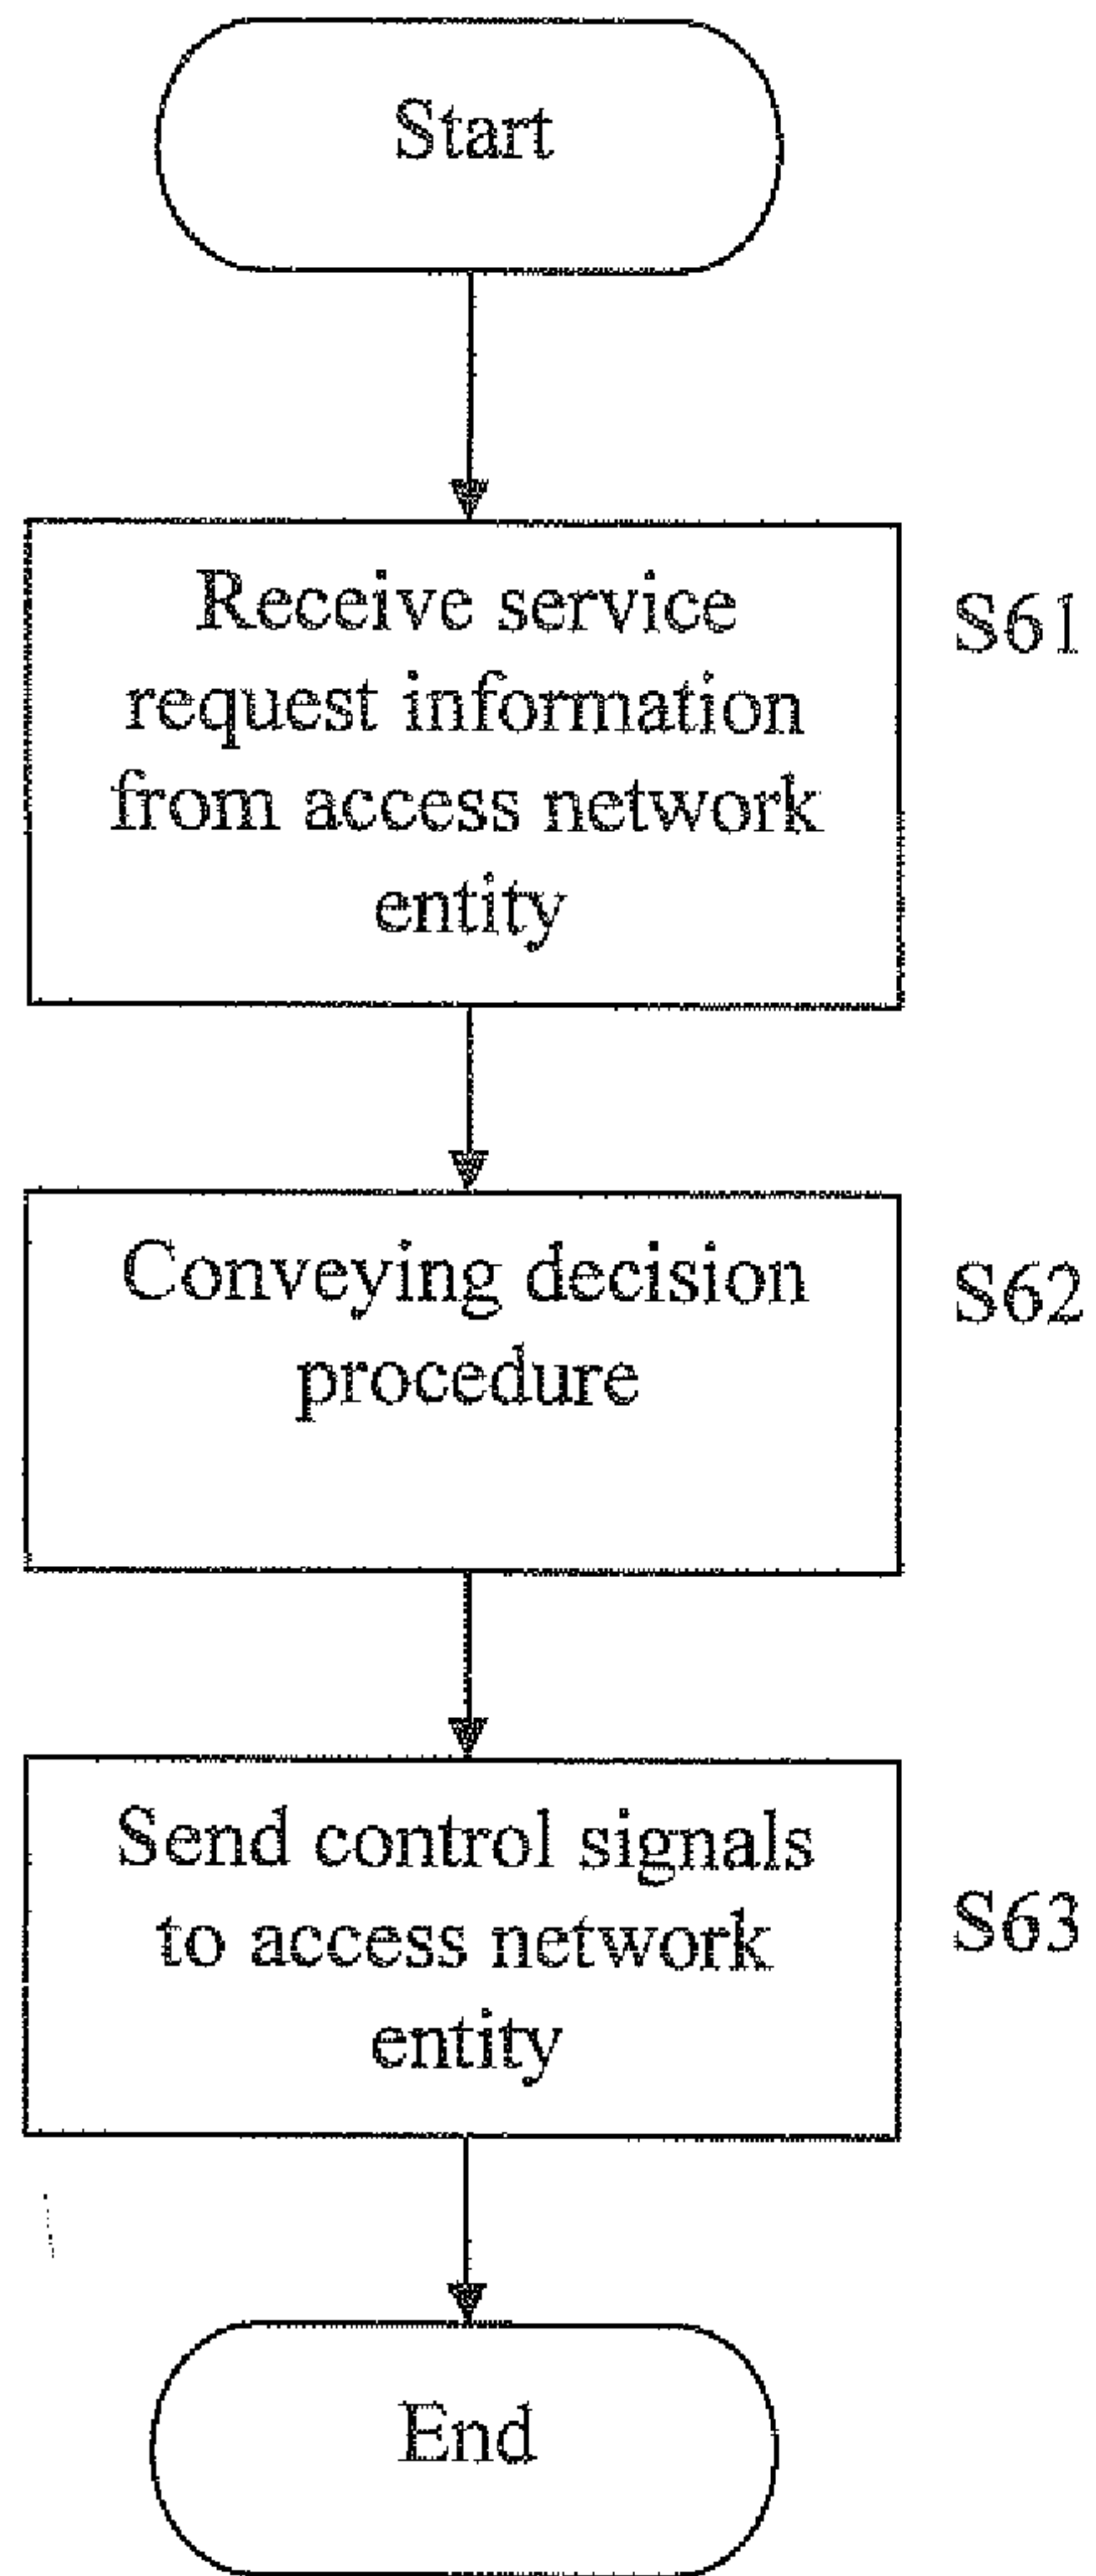 Start
Receive service
S61
request information
from access network
entity
Conveying decision
S62
procedure
Send control signals
to access network
S63
entity
End